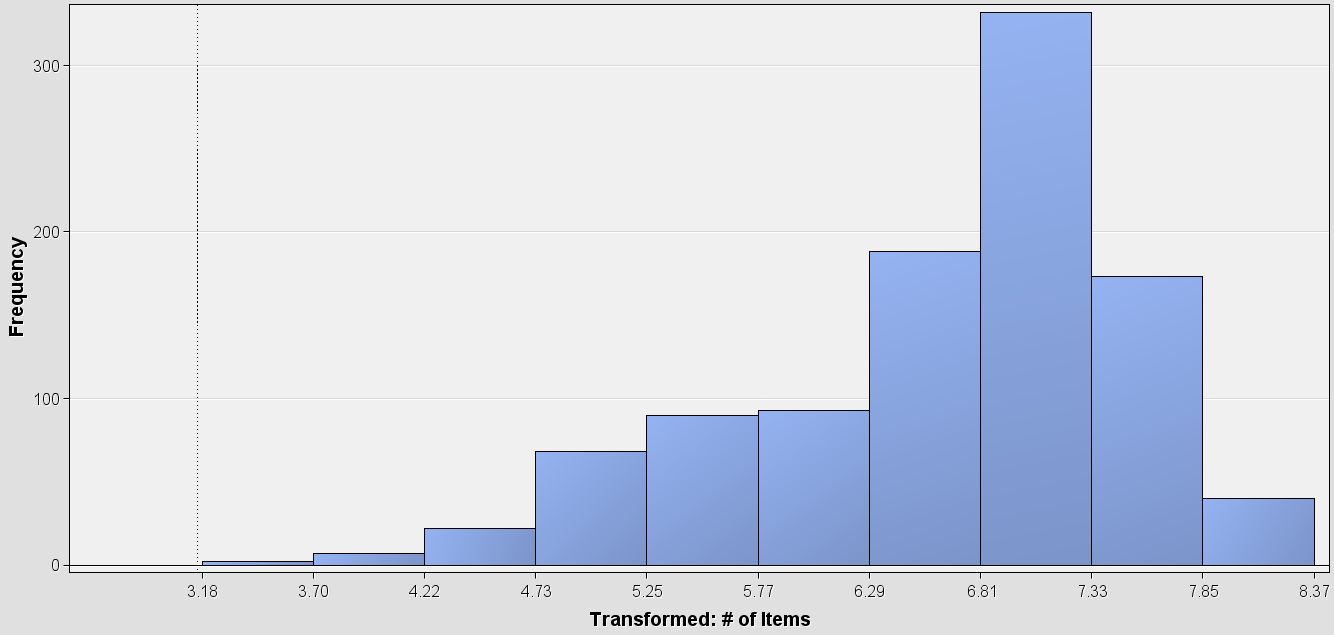 Frequency
300
200
100
0
3.18 3.70 4.22 4.73 5.25 5.77 6.29 6.81 7.33 7.85 8.37
Transformed: # of Items